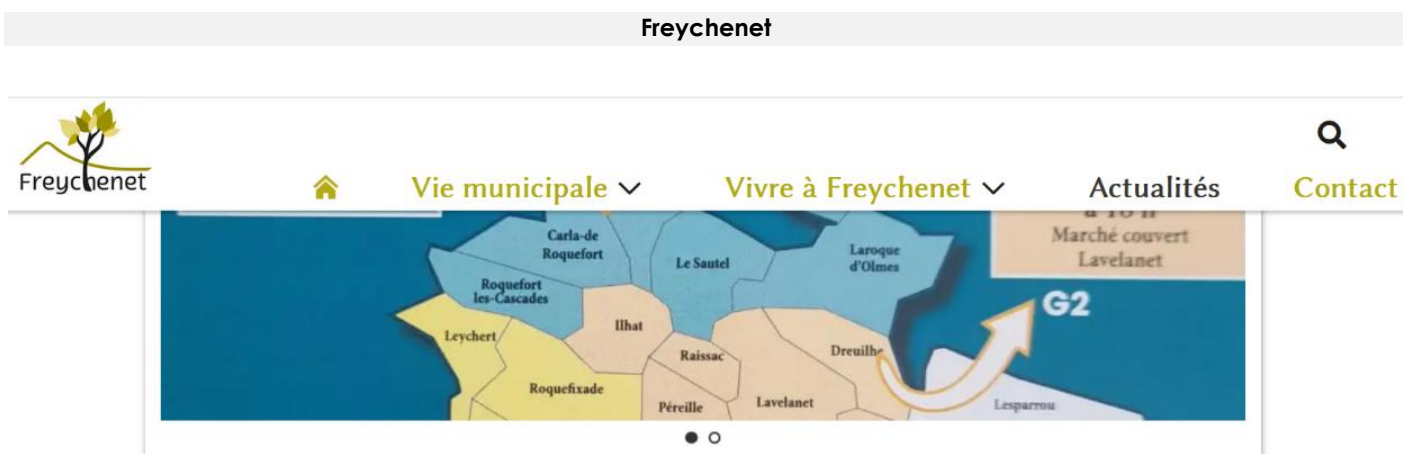 Freychenet
Freychenet
Vie municipale
Vivre à Freychenet
Actualités
Contact
Marché couvert
Lavelanet
Carla-de
Roquefort
Le Sautel
Laroque
d'Olmes
Roquefort
les-Cascades
G2
Ilhat
Leychert
Raissac
Dreuilhe
Roquefixade
Péreille
Lavelanet
Lesparrou